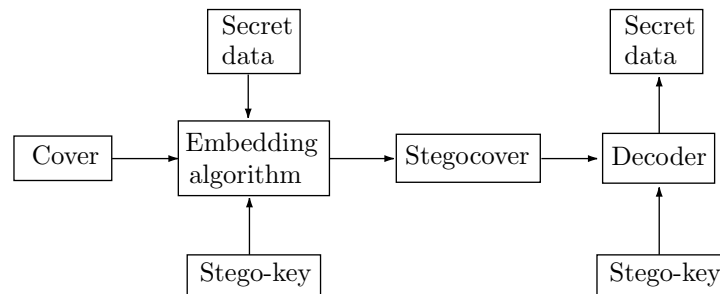 Secret
data
Secret
data
Cover
Embedding
algorithm
Stegocover
Decoder
Stego-key
Stego-key